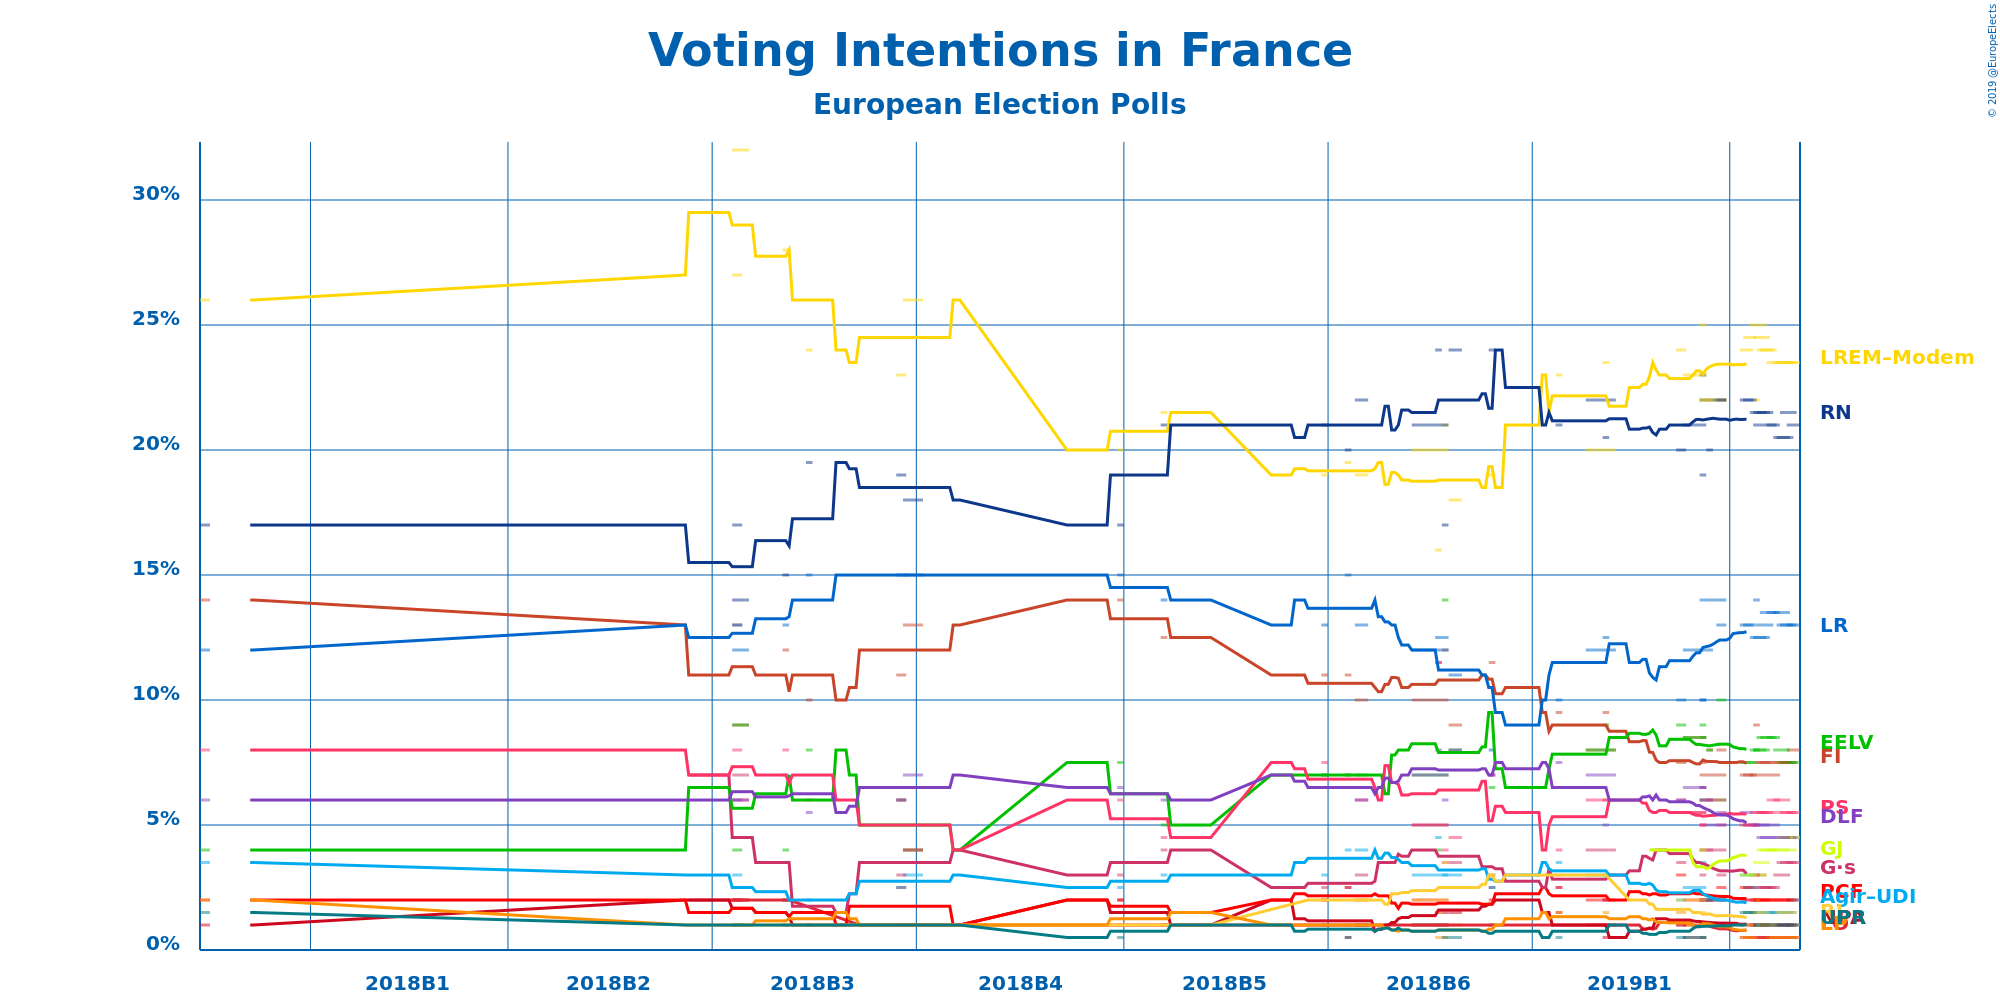 Voting Intentions in France
European Election Polls
© 2019 @EuropeElects
30%
25%
20%
15%
10%
5%
0%
LREM–Modem
RN
LR
EELV
FI
PS
DLF
GJ
G·s
PCF
Agir–UDI
UPR
2018B1
2018B2
2018B3
2018B4
2018B5
2018B6
2019B1